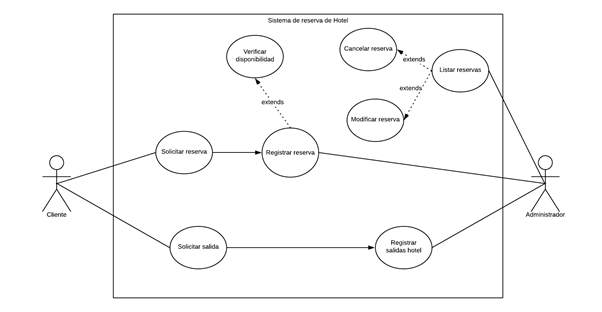 Sistema de reserva de Hotel
Verificar
disponibilidad
Cancelar reserva
extends
Listar reservas
extends
extends
Modificar reserva
Solicitar reserva
Registrar reserva
Cliente
Administrador
Solicitar salida
Registrar
salidas hotel